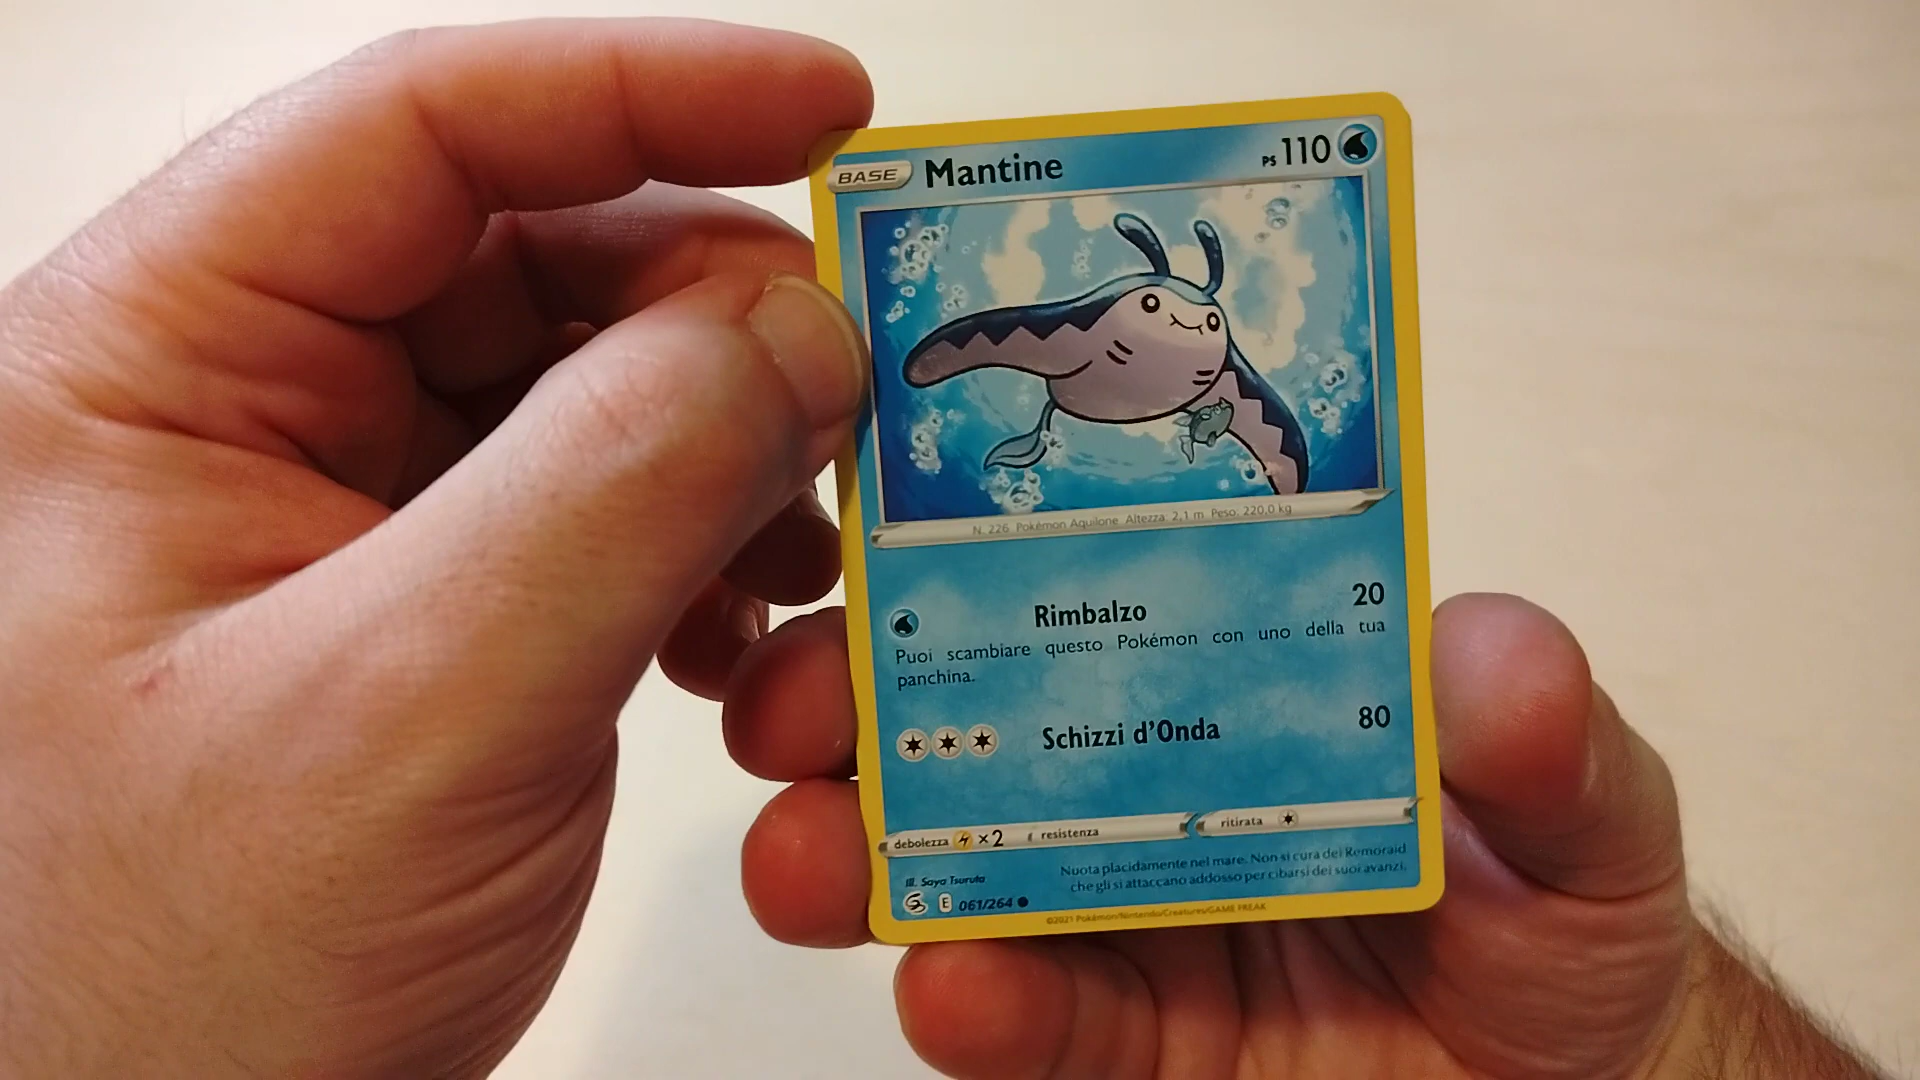 BASE Mantine PS 110
N. 226 Pokémon Aquilone Altezza: 2,1 m Peso: 220,0 kg
Rimbalzo 20
Puoi scambiare questo Pokémon con uno della tua
panchina.
Schizzi d'Onda 80
debolezza ×2 resistenza ritirata
Nuota placidamente nel mare. Non si cura dei Remoraid
che gli si attaccano addosso per cibarsi dei suoi avanzi.
Ill. Saya Tsuruta
E 061/264
©2021 Pokémon/Nintendo/Creatures/GAME FREAK